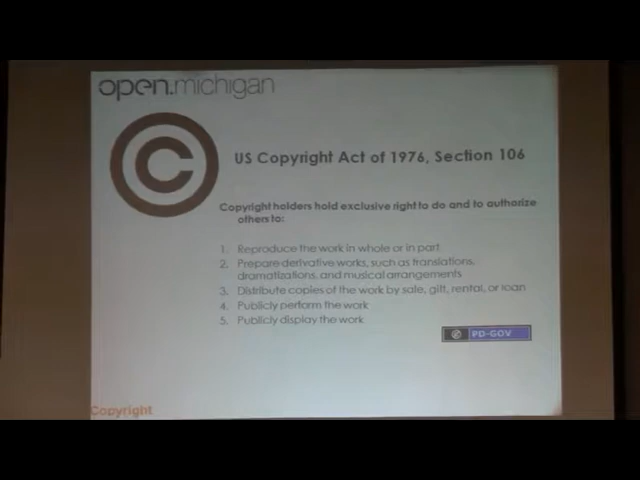 open.michigan
US Copyright Act of 1976, Section 106
Copyright holders hold exclusive right to do and to authorize
others to:
1. Reproduce the work in whole or in part
2. Prepare derivative works, such as translations,
dramatizations, and musical arrangements
3. Distribute copies of the work by sale, gift, rental, or loan
4. Publicly perform the work
5. Publicly display the work
PD-GOV
Copyright